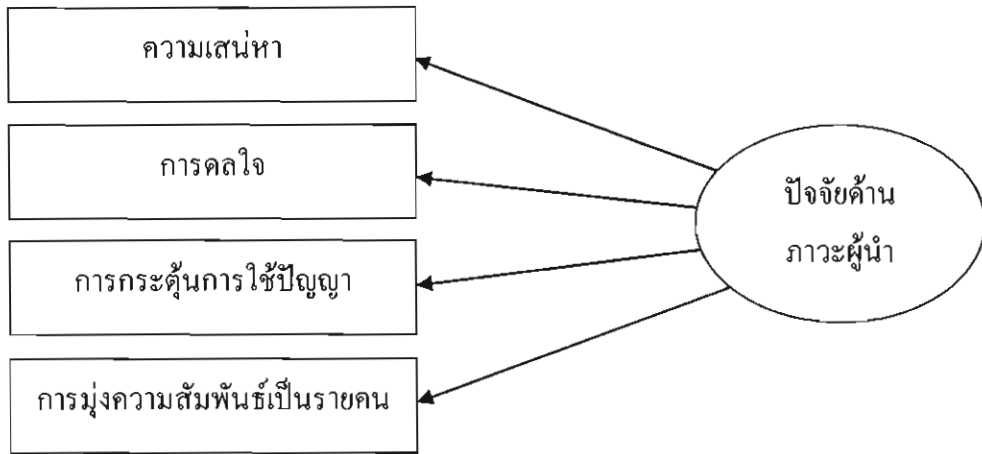 ความเสน่หา
การดลใจ
การกระตุ้นการใช้ปัญญา
การมุ่งความสัมพันธ์เป็นรายคน
ปัจจัยด้าน
ภาวะผู้นำ